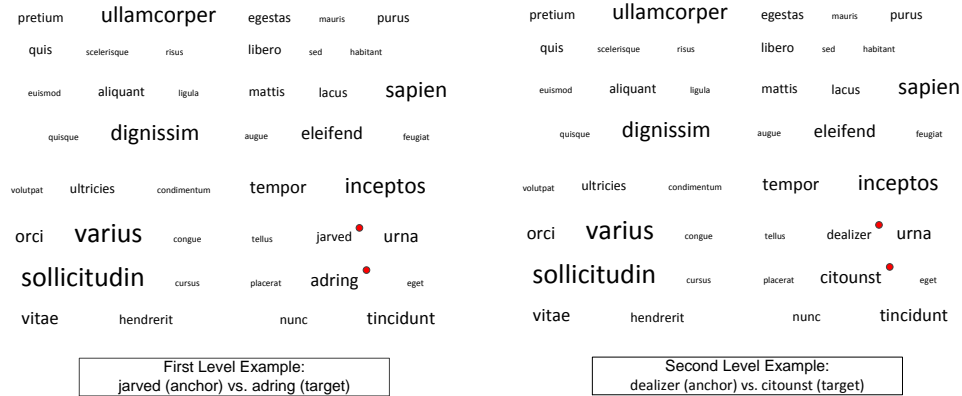 pretium ullamcorper egestas mauris purus
quis scelerisque risus libero sed habitant
euismod aliquant ligula mattis lacus sapien
quisque dignissim augue eleifend feugiat
volutpat ultricies condimentum tempor inceptos
orci varius congue tellus jarved urna
sollicitudin cursus placerat adring eget
vitae hendrerit nunc tincidunt
First Level Example:
jarved (anchor) vs. adring (target)
pretium ullamcorper egestas mauris purus
quis scelerisque risus libero sed habitant
euismod aliquant ligula mattis lacus sapien
quisque dignissim augue eleifend feugiat
volutpat ultricies condimentum tempor inceptos
orci varius congue tellus dealizer urna
sollicitudin cursus placerat citounst eget
vitae hendrerit nunc tincidunt
Second Level Example:
dealizer (anchor) vs. citounst (target)